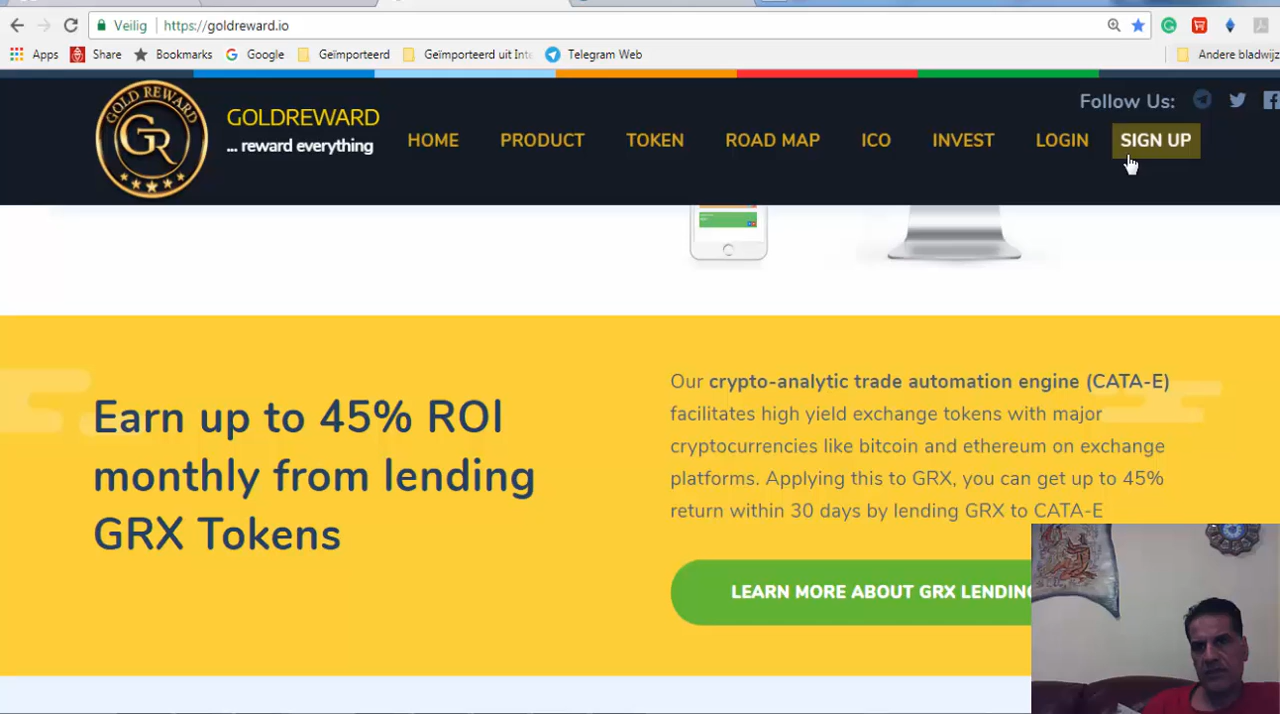 Veilig | https://goldreward.io
Apps Share Bookmarks Google Geïmporteerd Geïmporteerd uit Inte Telegram Web Andere bladwijz
Follow Us:
GOLD REWARD
GR
GOLDREWARD
... reward everything
HOME PRODUCT TOKEN ROAD MAP ICO INVEST LOGIN SIGN UP
Earn up to 45% ROI
monthly from lending
GRX Tokens
Our crypto-analytic trade automation engine (CATA-E)
facilitates high yield exchange tokens with major
cryptocurrencies like bitcoin and ethereum on exchange
platforms. Applying this to GRX, you can get up to 45%
return within 30 days by lending GRX to CATA-E
LEARN MORE ABOUT GRX LENDING